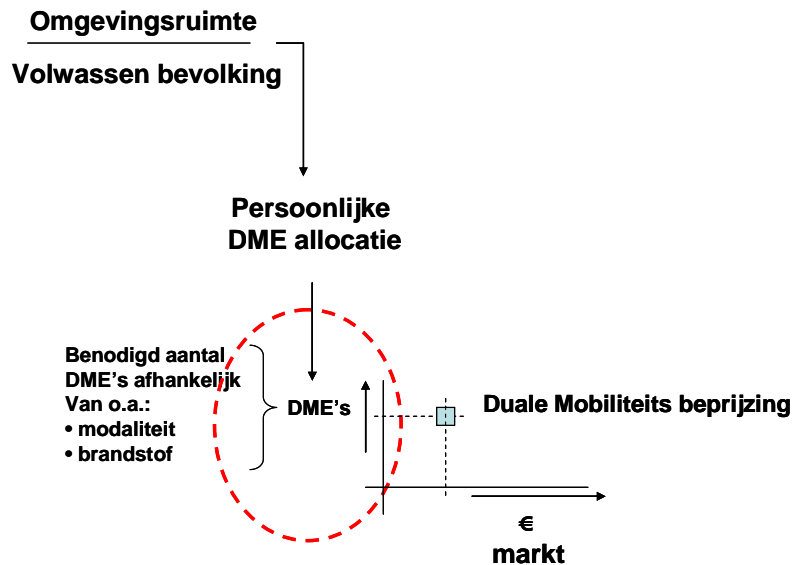 Omgevingsruimte
Volwassen bevolking
Persoonlijke
DME allocatie
Benodigd aantal
DME's afhankelijk
Van o.a.:
• modaliteit
• brandstof
DME's
Duale Mobiliteits beprijzing
€
markt